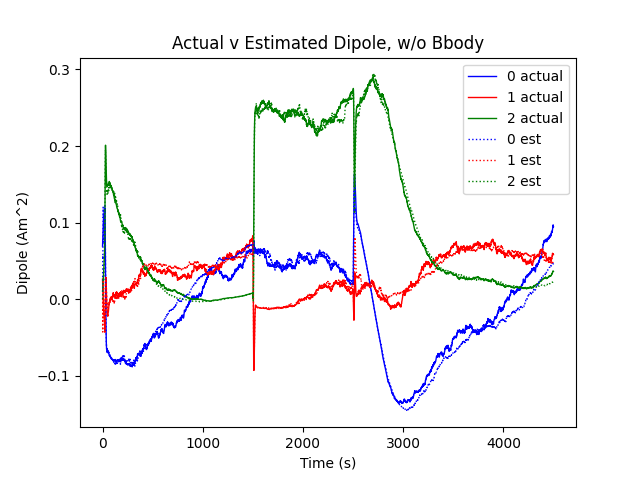 Actual v Estimated Dipole, w/o Bbody
0 actual
1 actual
2 actual
0 est
1 est
2 est
Dipole (Am^2)
0.3
0.2
0.1
0.0
−0.1
0 1000 2000 3000 4000
Time (s)